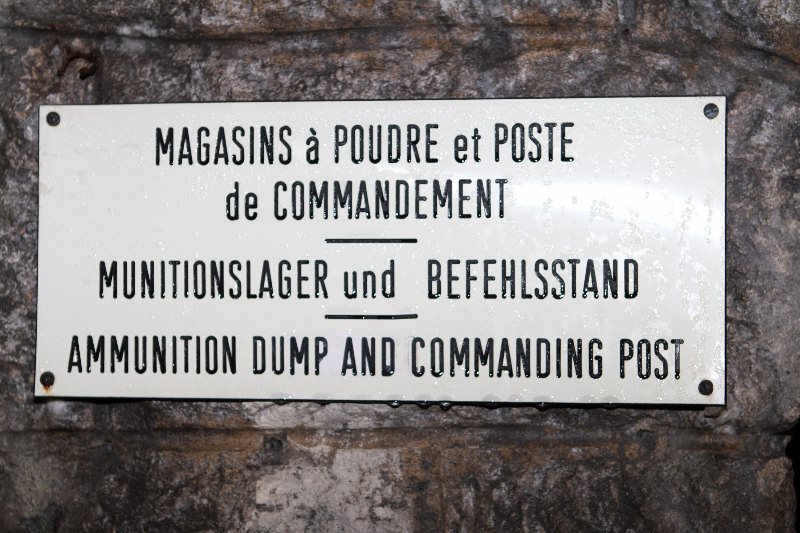 MAGASINS à POUDRE et POSTE
de COMMANDEMENT
MUNITIONSLAGER und BEFEHLSSTAND
AMMUNITION DUMP AND COMMANDING POST